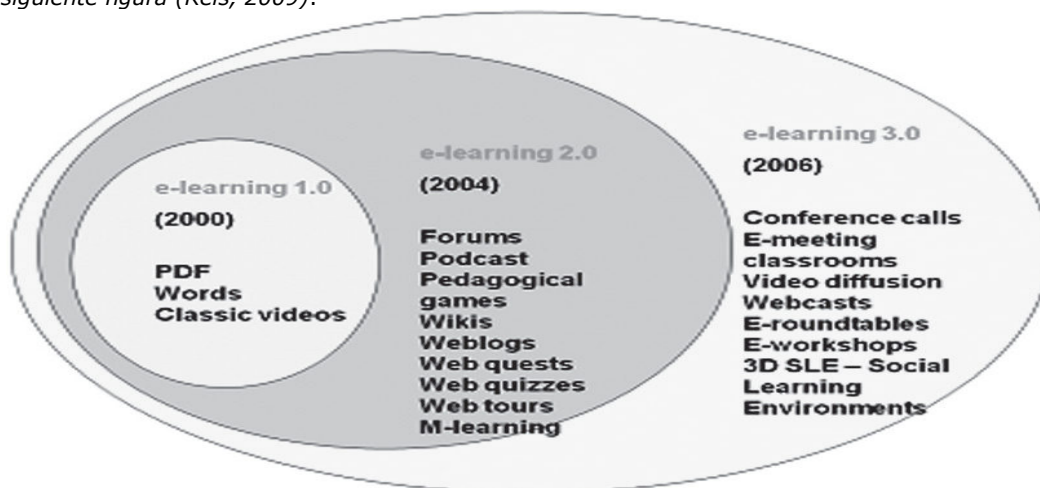 siguiente figura (Reis, 2009).
e-learning 1.0
(2000)
PDF
Words
Classic videos
e-learning 2.0
(2004)
Forums
Podcast
Pedagogical
games
Wikis
Weblogs
Web quests
Web quizzes
Web tours
M-learning
e-learning 3.0
(2006)
Conference calls
E-meeting
classrooms
Video diffusion
Webcasts
E-roundtables
E-workshops
3D SLE – Social
Learning
Environments